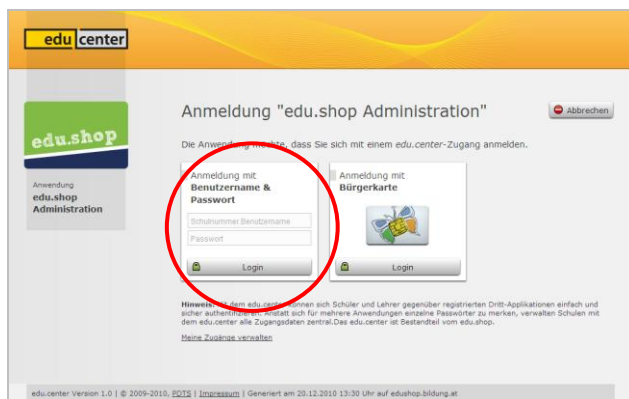 edu center
edu.shop
Anwendung
edu.shop
Administration
Anmeldung "edu.shop Administration"
Abbrechen
Die Anwendung möchte, dass Sie sich mit einem edu.center-Zugang anmelden.
Anmeldung mit
Benutzername &
Passwort
Schulnummer.Benutzername
Passwort
Login
Anmeldung mit
Bürgerkarte
Login
Hinweis: Mit dem edu.center können sich Schüler und Lehrer gegenüber registrierten Dritt-Applikationen einfach und
sicher authentifizieren. Anstatt sich für mehrere Anwendungen einzelne Passwörter zu merken, verwalten Schulen mit
dem edu.center alle Zugangsdaten zentral.Das edu.center ist Bestandteil vom edu.shop.
Meine Zugänge verwalten
edu.center Version 1.0 | © 2009-2010, PDTS | Impressum | Generiert am 20.12.2010 13:30 Uhr auf edushop.bildung.at